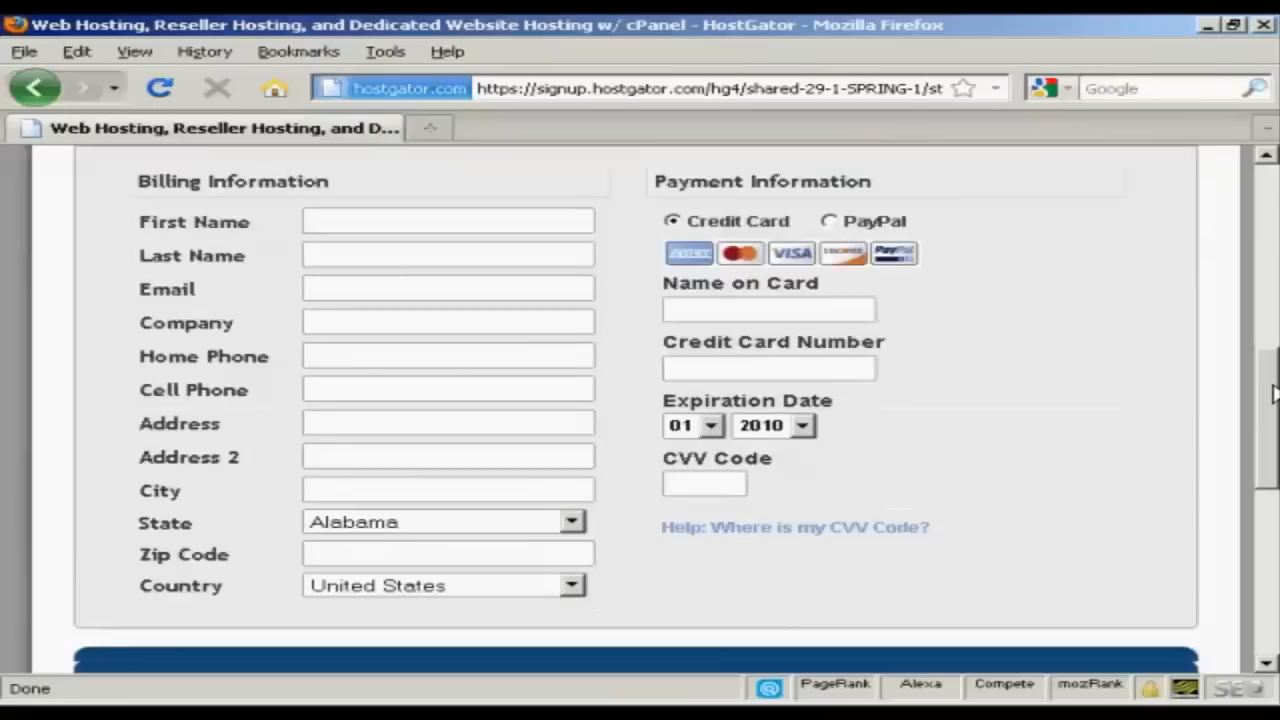 Web Hosting, Reseller Hosting, and Dedicated Website Hosting w/ cPanel - HostGator - Mozilla Firefox
File Edit View History Bookmarks Tools Help
hostgator.com https://signup.hostgator.com/hg4/shared-29-1-SPRING-1/st Google
Web Hosting, Reseller Hosting, and D...
Billing Information
First Name
Last Name
Email
Company
Home Phone
Cell Phone
Address
Address 2
City
State Alabama
Zip Code
Country United States
Payment Information
Credit Card PayPal
VISA PayPal
Name on Card
Credit Card Number
Expiration Date
01 2010
CVV Code
Help: Where is my CVV Code?
Done PageRank Alexa Compete mozRank